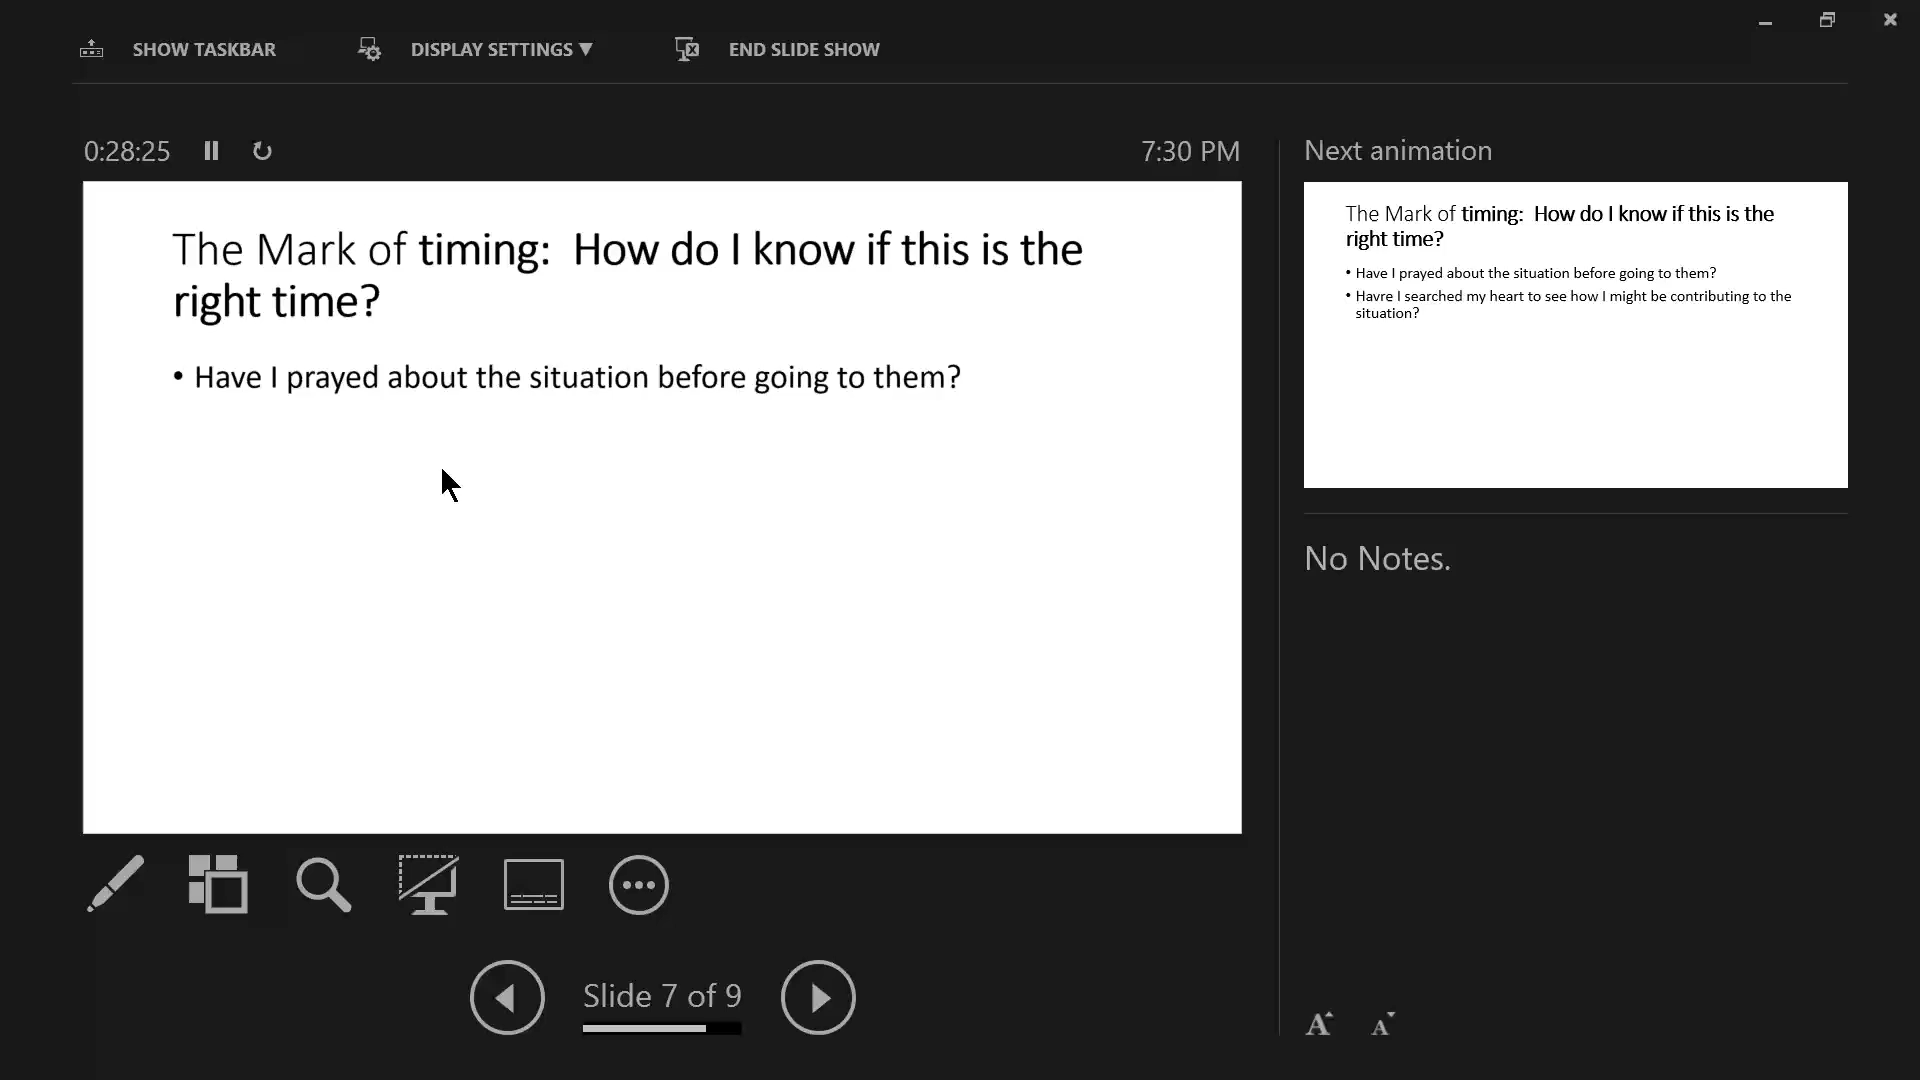 SHOW TASKBAR
DISPLAY SETTINGS ▼
END SLIDE SHOW
0:28:25
7:30 PM
The Mark of timing:  How do I know if this is the
right time?
• Have I prayed about the situation before going to them?
Slide 7 of 9
Next animation
The Mark of timing:  How do I know if this is the
right time?
• Have I prayed about the situation before going to them?
• Havre I searched my heart to see how I might be contributing to the
situation?
No Notes.
A A